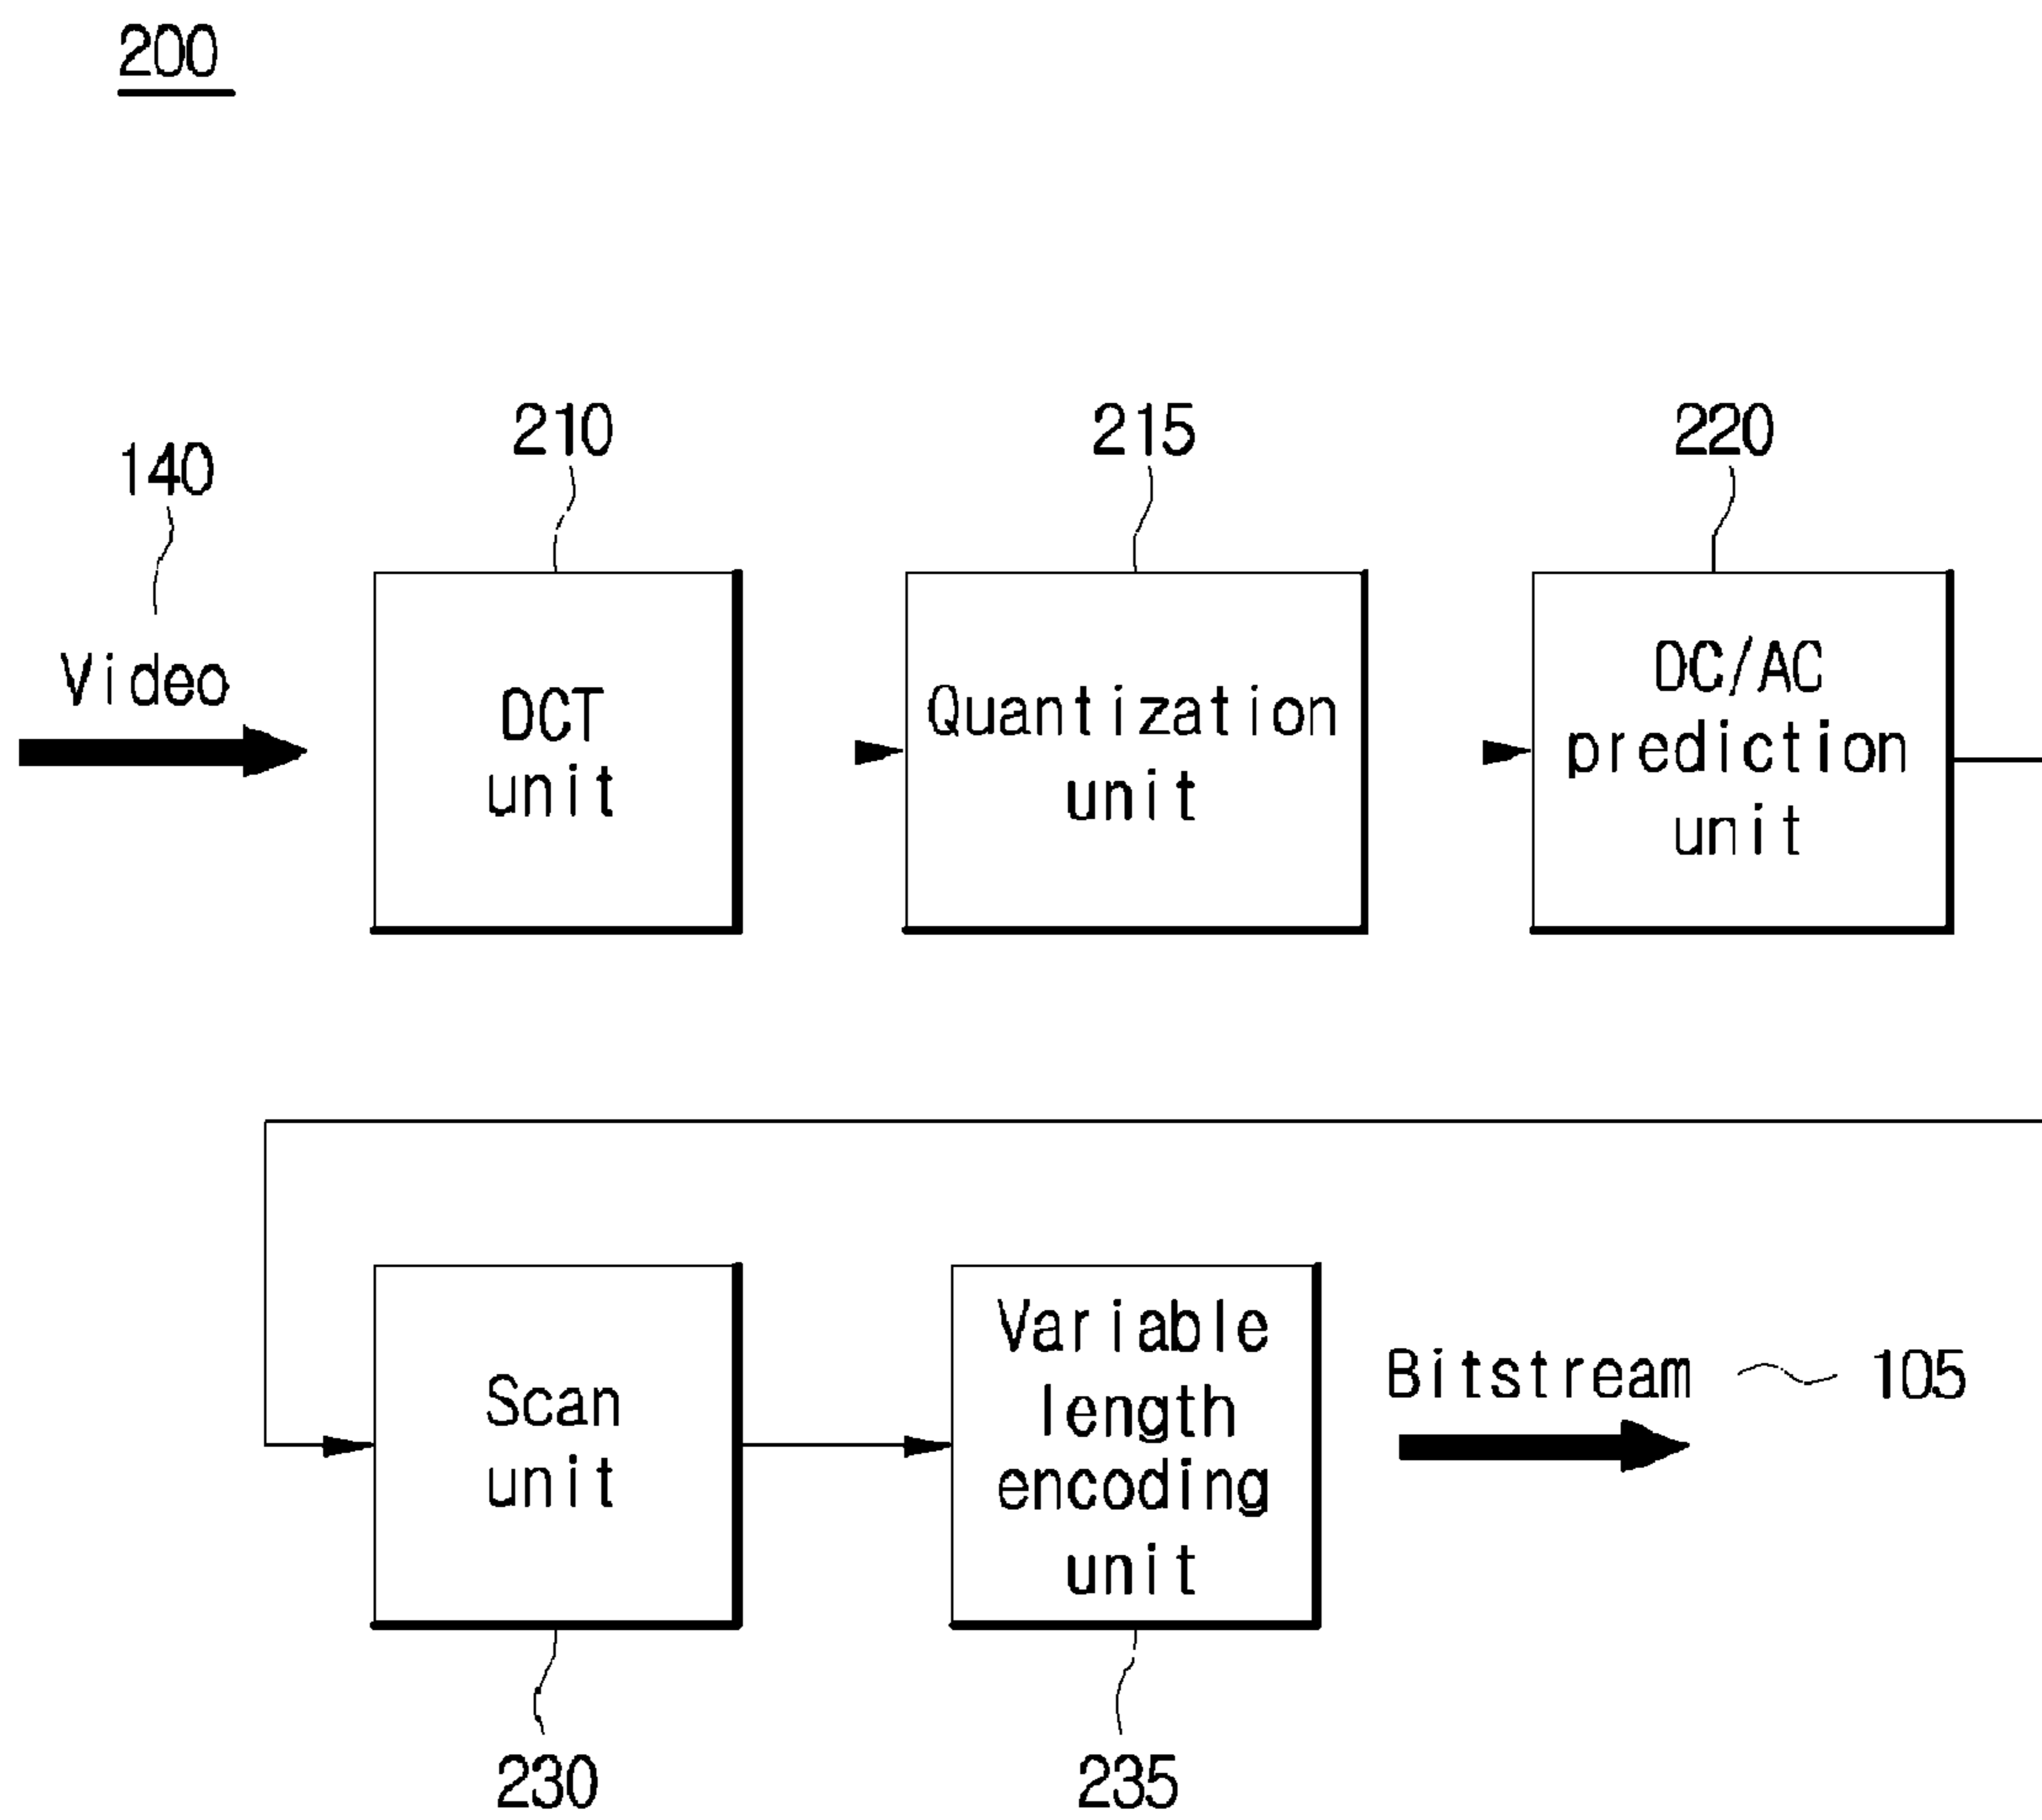 200
140
210
215
220
Video
DCT
unit
Quantization
unit
DC/AC
prediction
unit
Scan
unit
Variable
length
encoding
unit
Bitstream
105
230
235